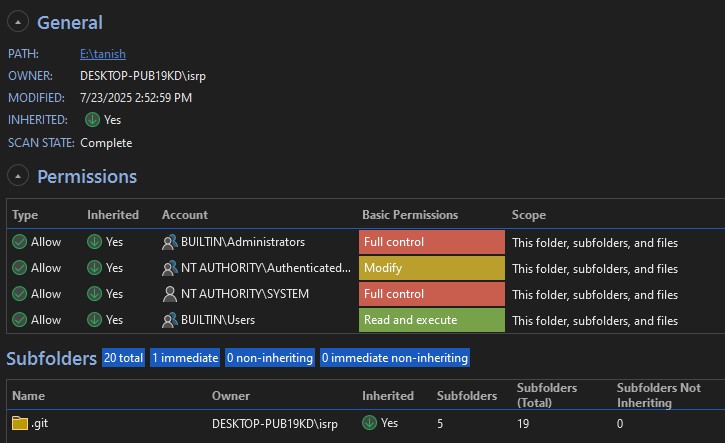 General
PATH: E:\tanish
OWNER: DESKTOP-PUB19KD\isrp
MODIFIED: 7/23/2025 2:52:59 PM
INHERITED: Yes
SCAN STATE: Complete
Permissions
Type Inherited Account Basic Permissions Scope
Allow Yes BUILTIN\Administrators Full control This folder, subfolders, and files
Allow Yes NT AUTHORITY\Authenticated... Modify This folder, subfolders, and files
Allow Yes NT AUTHORITY\SYSTEM Full control This folder, subfolders, and files
Allow Yes BUILTIN\Users Read and execute This folder, subfolders, and files
Subfolders 20 total 1 immediate 0 non-inheriting 0 immediate non-inheriting
Name Owner Inherited Subfolders Subfolders (Total) Subfolders Not Inheriting
.git DESKTOP-PUB19KD\isrp Yes 5 19 0